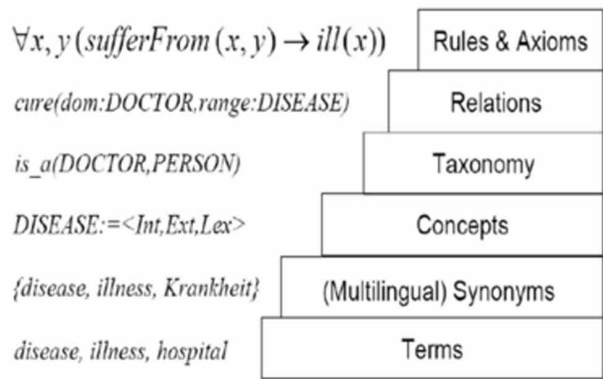 ∀x, y (sufferFrom (x, y) → ill(x)) Rules & Axioms
cure(dom:DOCTOR,range:DISEASE) Relations
is_a(DOCTOR,PERSON) Taxonomy
DISEASE:=<Int,Ext,Lex> Concepts
{disease, illness, Krankheit} (Multilingual) Synonyms
disease, illness, hospital Terms